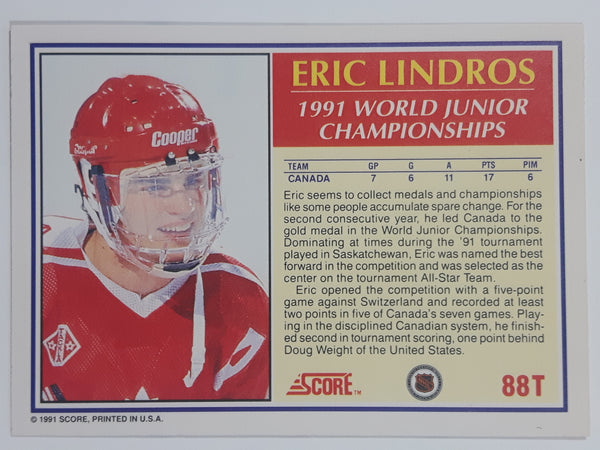 ERIC LINDROS
1991 WORLD JUNIOR
CHAMPIONSHIPS
TEAM GP G A PTS PIM
CANADA 7 6 11 17 6
Eric seems to collect medals and championships
like some people accumulate spare change. For the
second consecutive year, he led Canada to the
gold medal in the World Junior Championships.
Dominating at times during the '91 tournament
played in Saskatchewan, Eric was named the best
forward in the competition and was selected as the
center on the tournament All-Star Team.
Eric opened the competition with a five-point
game against Switzerland and recorded at least
two points in five of Canada's seven games. Play-
ing in the disciplined Canadian system, he finish-
ed second in tournament scoring, one point behind
Doug Weight of the United States.
Cooper
SCORE TM
88T
© 1991 SCORE, PRINTED IN U.S.A.